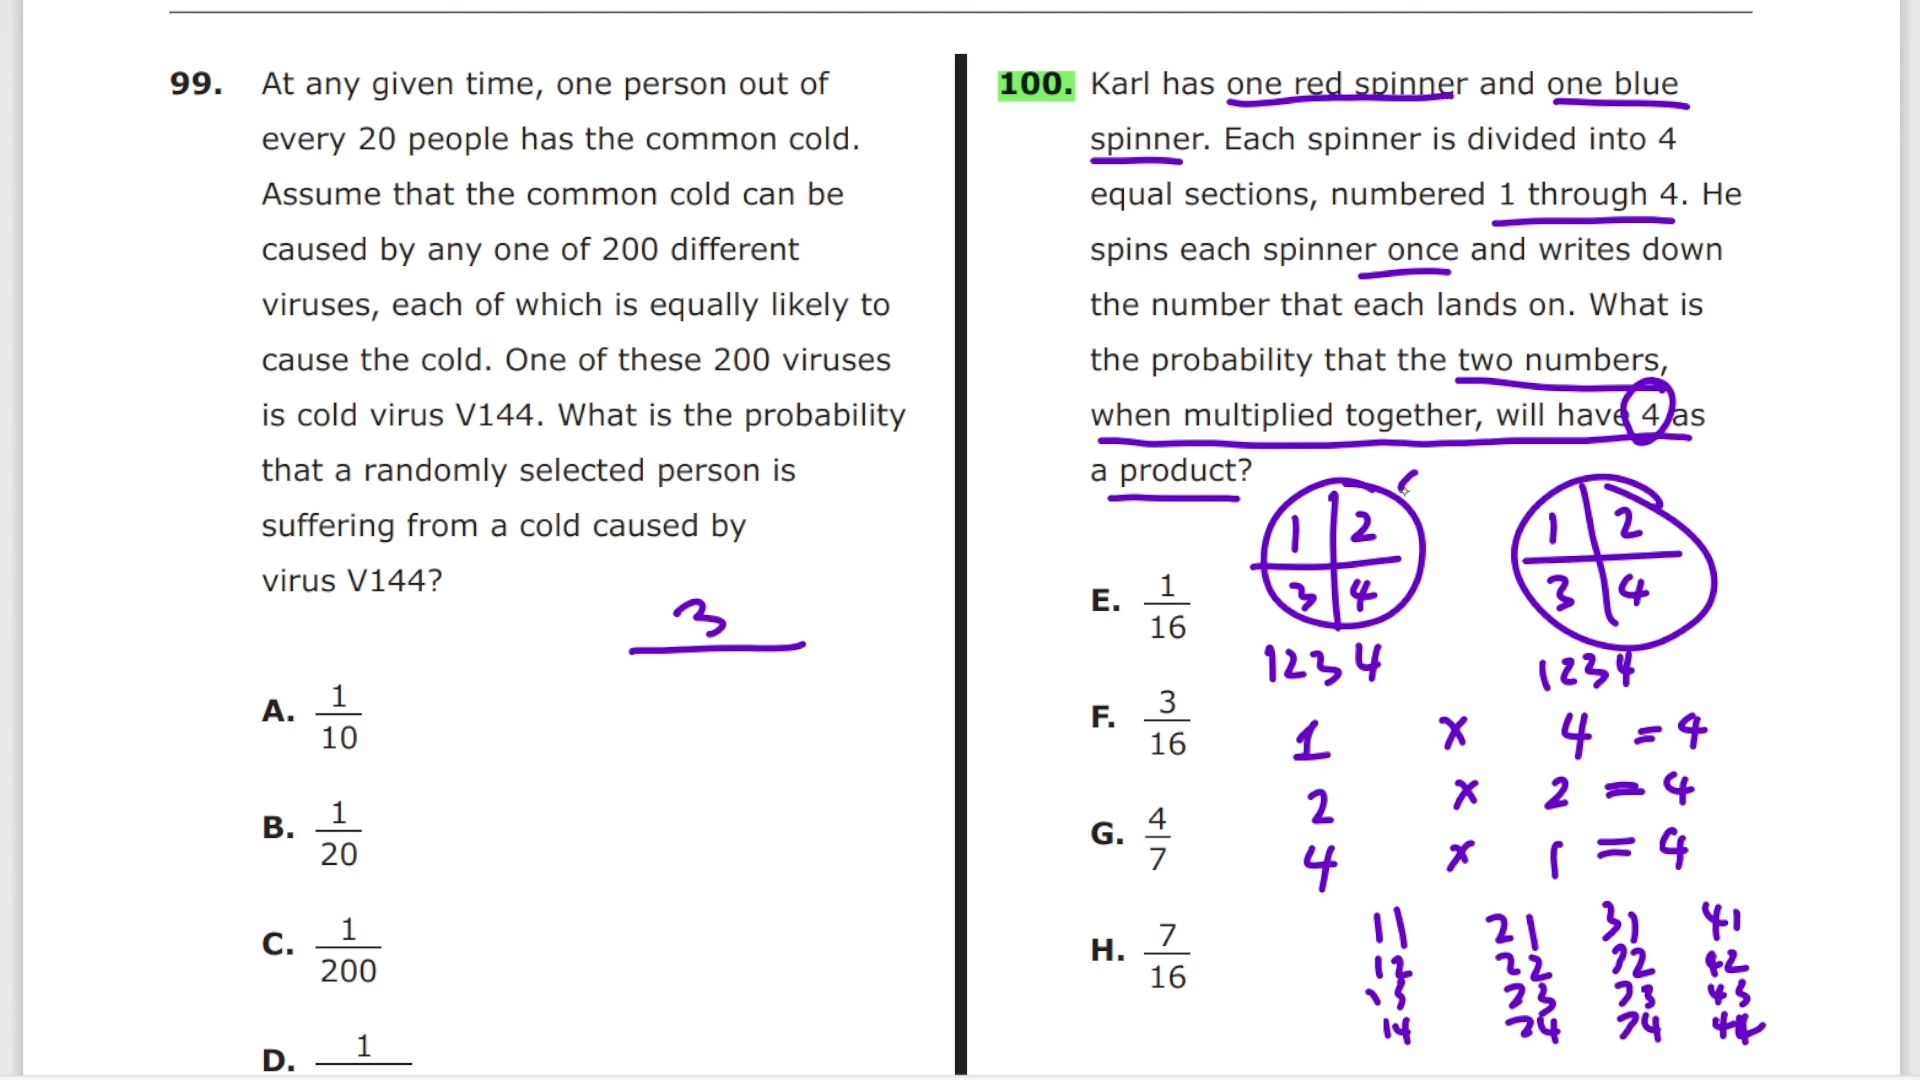 99. At any given time, one person out of
every 20 people has the common cold.
Assume that the common cold can be
caused by any one of 200 different
viruses, each of which is equally likely to
cause the cold. One of these 200 viruses
is cold virus V144. What is the probability
that a randomly selected person is
suffering from a cold caused by
virus V144?
3
A. 1/10
B. 1/20
C. 1/200
D. 1
100. Karl has one red spinner and one blue
spinner. Each spinner is divided into 4
equal sections, numbered 1 through 4. He
spins each spinner once and writes down
the number that each lands on. What is
the probability that the two numbers,
when multiplied together, will have 4 as
a product?
1 2 1 2
3 4 3 4
E. 1/16
1 2 3 4 1 2 3 4
F. 3/16
1 x 4 = 4
2 x 2 = 4
G. 4/7
4 x 1 = 4
H. 7/16
11 21 31 41
12 22 32 42
13 23 33 43
14 24 34 44